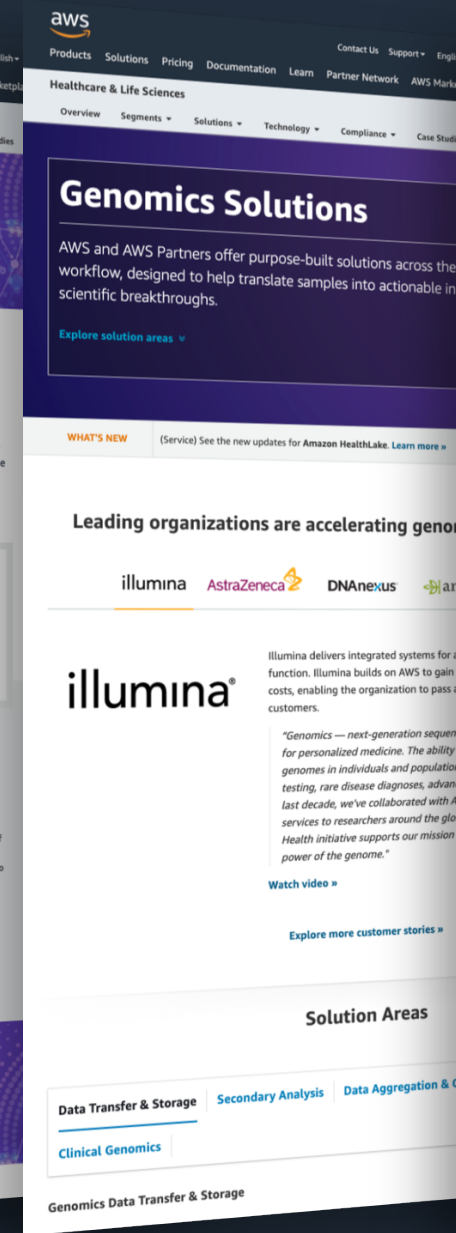 aws
Contact Us Support
Products Solutions Pricing Documentation Learn Partner Network AWS
Healthcare & Life Sciences
Overview Segments Solutions Technology Compliance Case
Genomics Solutions
AWS and AWS Partners offer purpose-built solutions across the
workflow, designed to help translate samples into actionable
scientific breakthroughs.
Explore solution areas
WHAT'S NEW (Service) See the new updates for Amazon HealthLake. Learn more »
Leading organizations are accelerating
illumina AstraZeneca DNAnexus
illumina®
Illumina delivers integrated systems for
function. Illumina builds on AWS to gain
costs, enabling the organization to pass
customers.
"Genomics — next-generation
for personalized medicine. The ability
genomes in individuals and
testing, rare disease diagnoses,
last decade, we've collaborated with
services to researchers around the
Health initiative supports our mission
power of the genome."
Watch video »
Explore more customer stories »
Solution Areas
Data Transfer & Storage Secondary Analysis Data Aggregation &
Clinical Genomics
Genomics Data Transfer & Storage